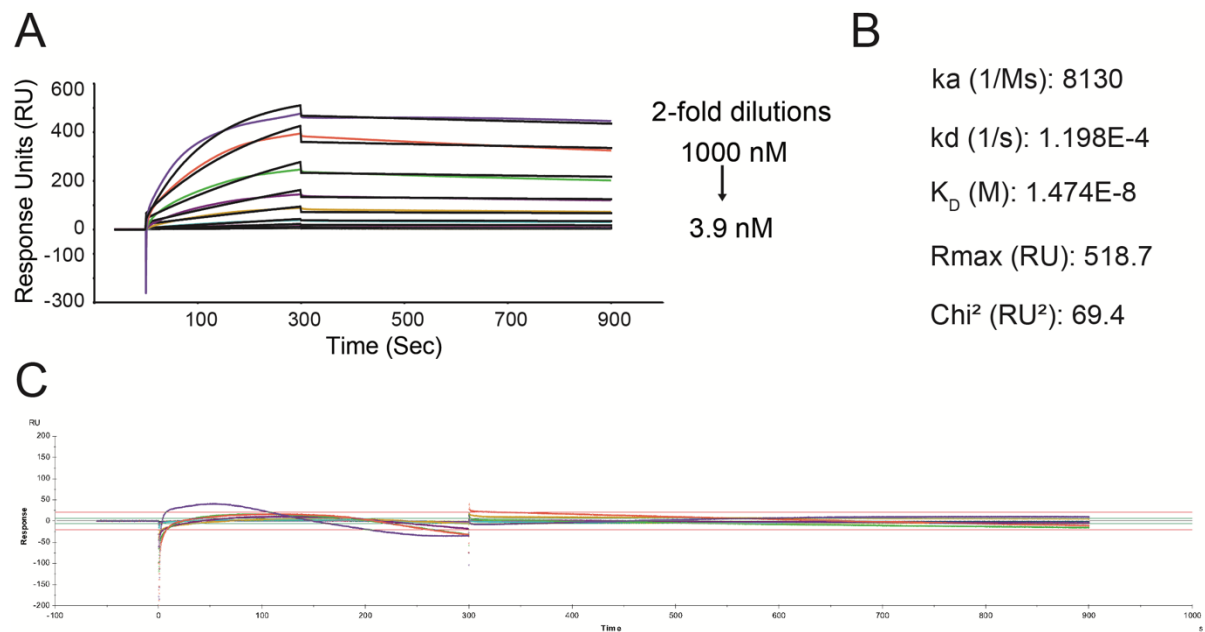 A
B
600
400
200
0
-100
-300
Response Units (RU)
100
300
500
700
900
Time (Sec)
2-fold dilutions
1000 nM
3.9 nM
ka (1/Ms): 8130
kd (1/s): 1.198E-4
K_D (M): 1.474E-8
Rmax (RU): 518.7
Chi² (RU²): 69.4
C
RU
200
150
100
50
0
-50
-100
-150
-200
Response
-100
0
100
200
300
400
500
600
700
800
900
1000
Time
s